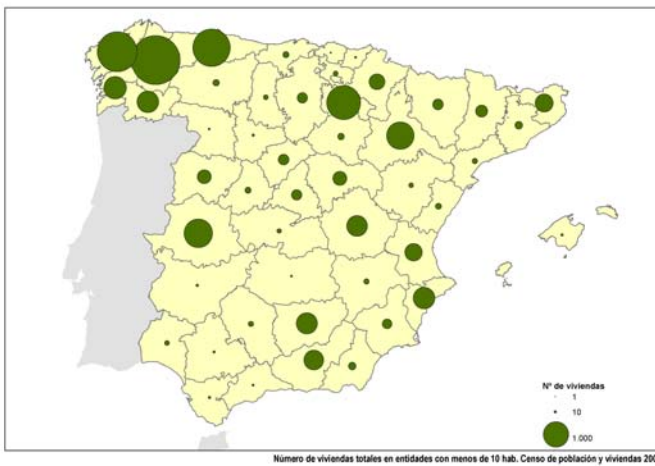 Nº de viviendas
1
10
1.000
Número de viviendas totales en entidades con menos de 10 hab. Censo de población y viviendas